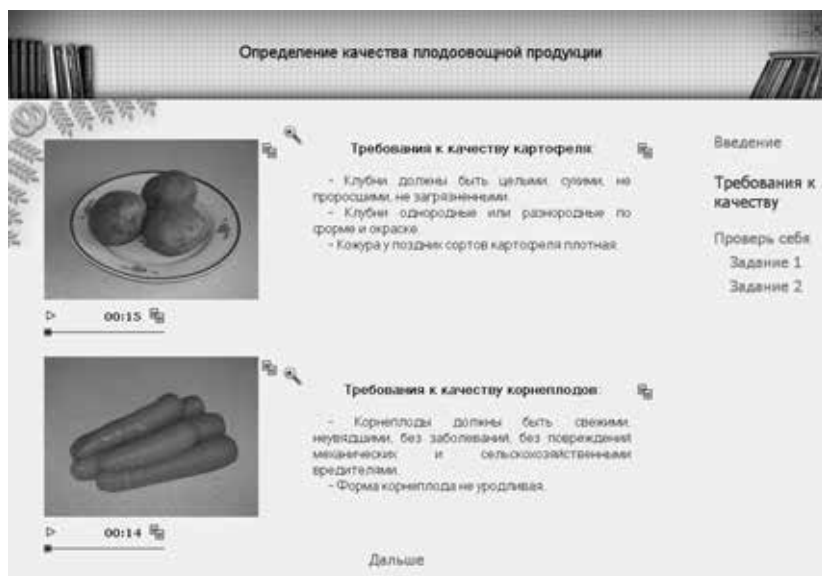 Определение качества плодоовощной продукции
Требования к качеству картофеля:
- Клубни должны быть целыми, сухими, не
проросшими, не загрязненными.
- Клубни однородные или разнородные по
форме и окраске.
- Кожура у поздних сортов картофеля плотная.
00:15
Требования к качеству корнеплодов:
- Корнеплоды должны быть свежими,
неувядшими, без заболеваний, без повреждений
механических и сельскохозяйственными
вредителями.
- Форма корнеплода не уродливая.
00:14
Дальше
Введение
Требования к
качеству
Проверь себя
Задание 1
Задание 2